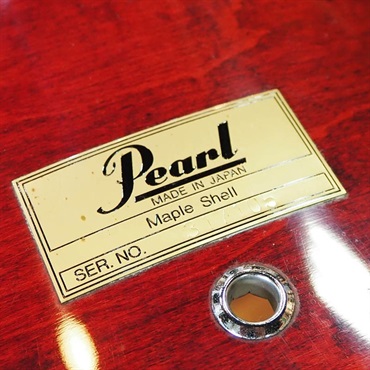 Pearl
MADE IN JAPAN
Maple Shell
SER. NO.